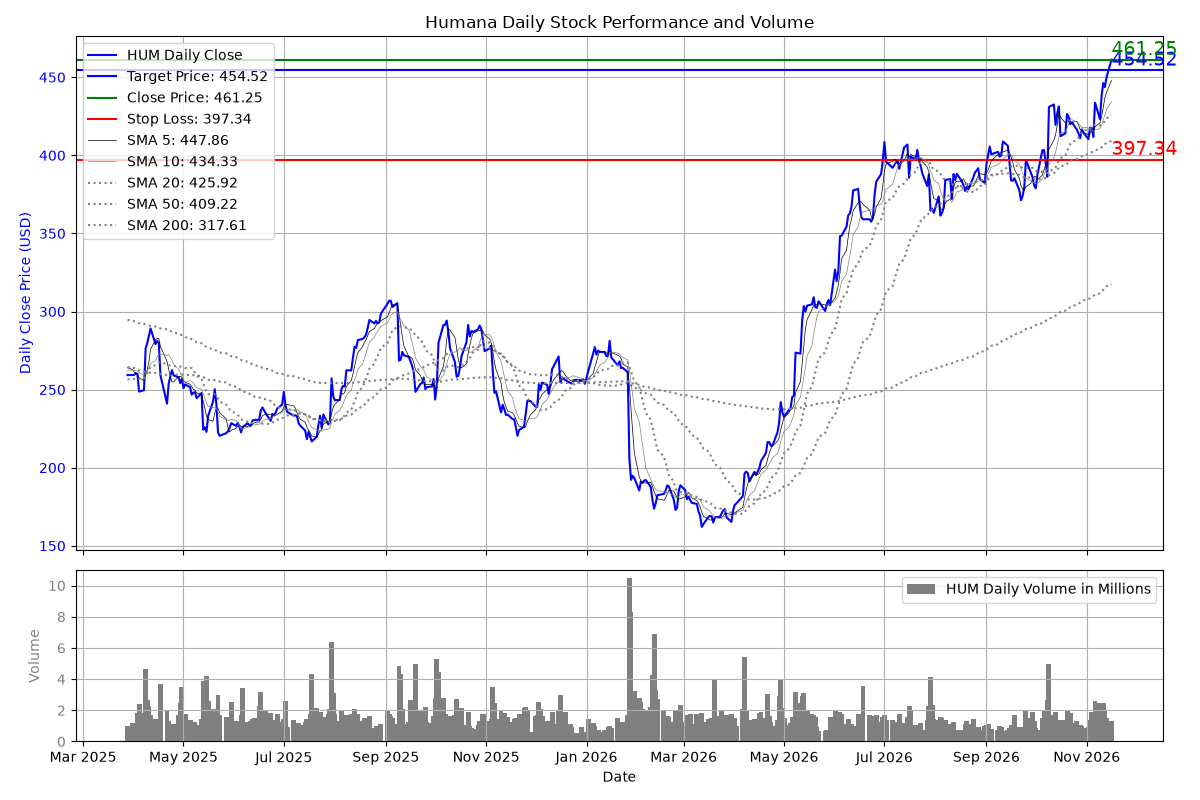 Humana Daily Stock Performance and Volume
461.25
454.52
397.34
HUM Daily Close
Target Price: 454.52
Close Price: 461.25
Stop Loss: 397.34
SMA 5: 447.86
SMA 10: 434.33
SMA 20: 425.92
SMA 50: 409.22
SMA 200: 317.61
Daily Close Price (USD)
450
400
350
300
250
200
150
HUM Daily Volume in Millions
Volume
10
8
6
4
2
0
Mar 2025
May 2025
Jul 2025
Sep 2025
Nov 2025
Jan 2026
Mar 2026
May 2026
Jul 2026
Sep 2026
Nov 2026
Date